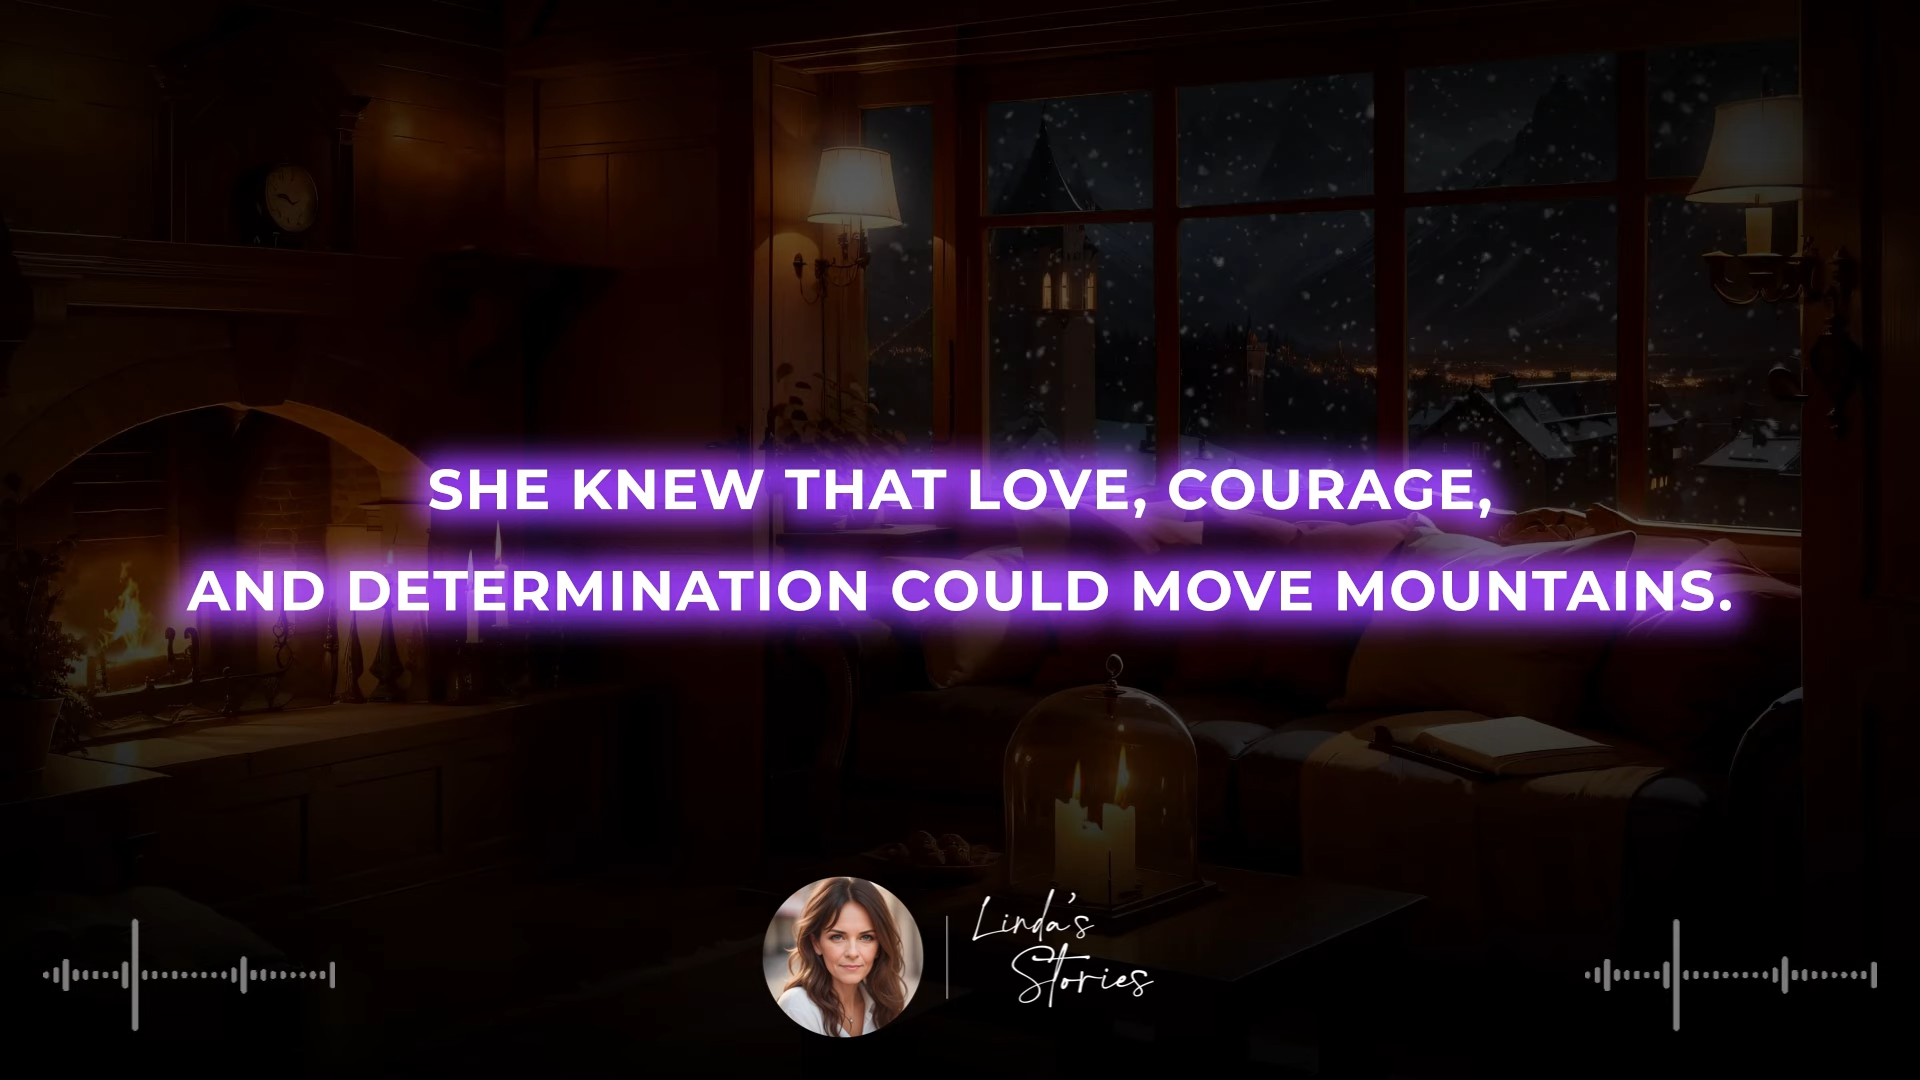 SHE KNEW THAT LOVE, COURAGE,
AND DETERMINATION COULD MOVE MOUNTAINS.
Linda's
Stories